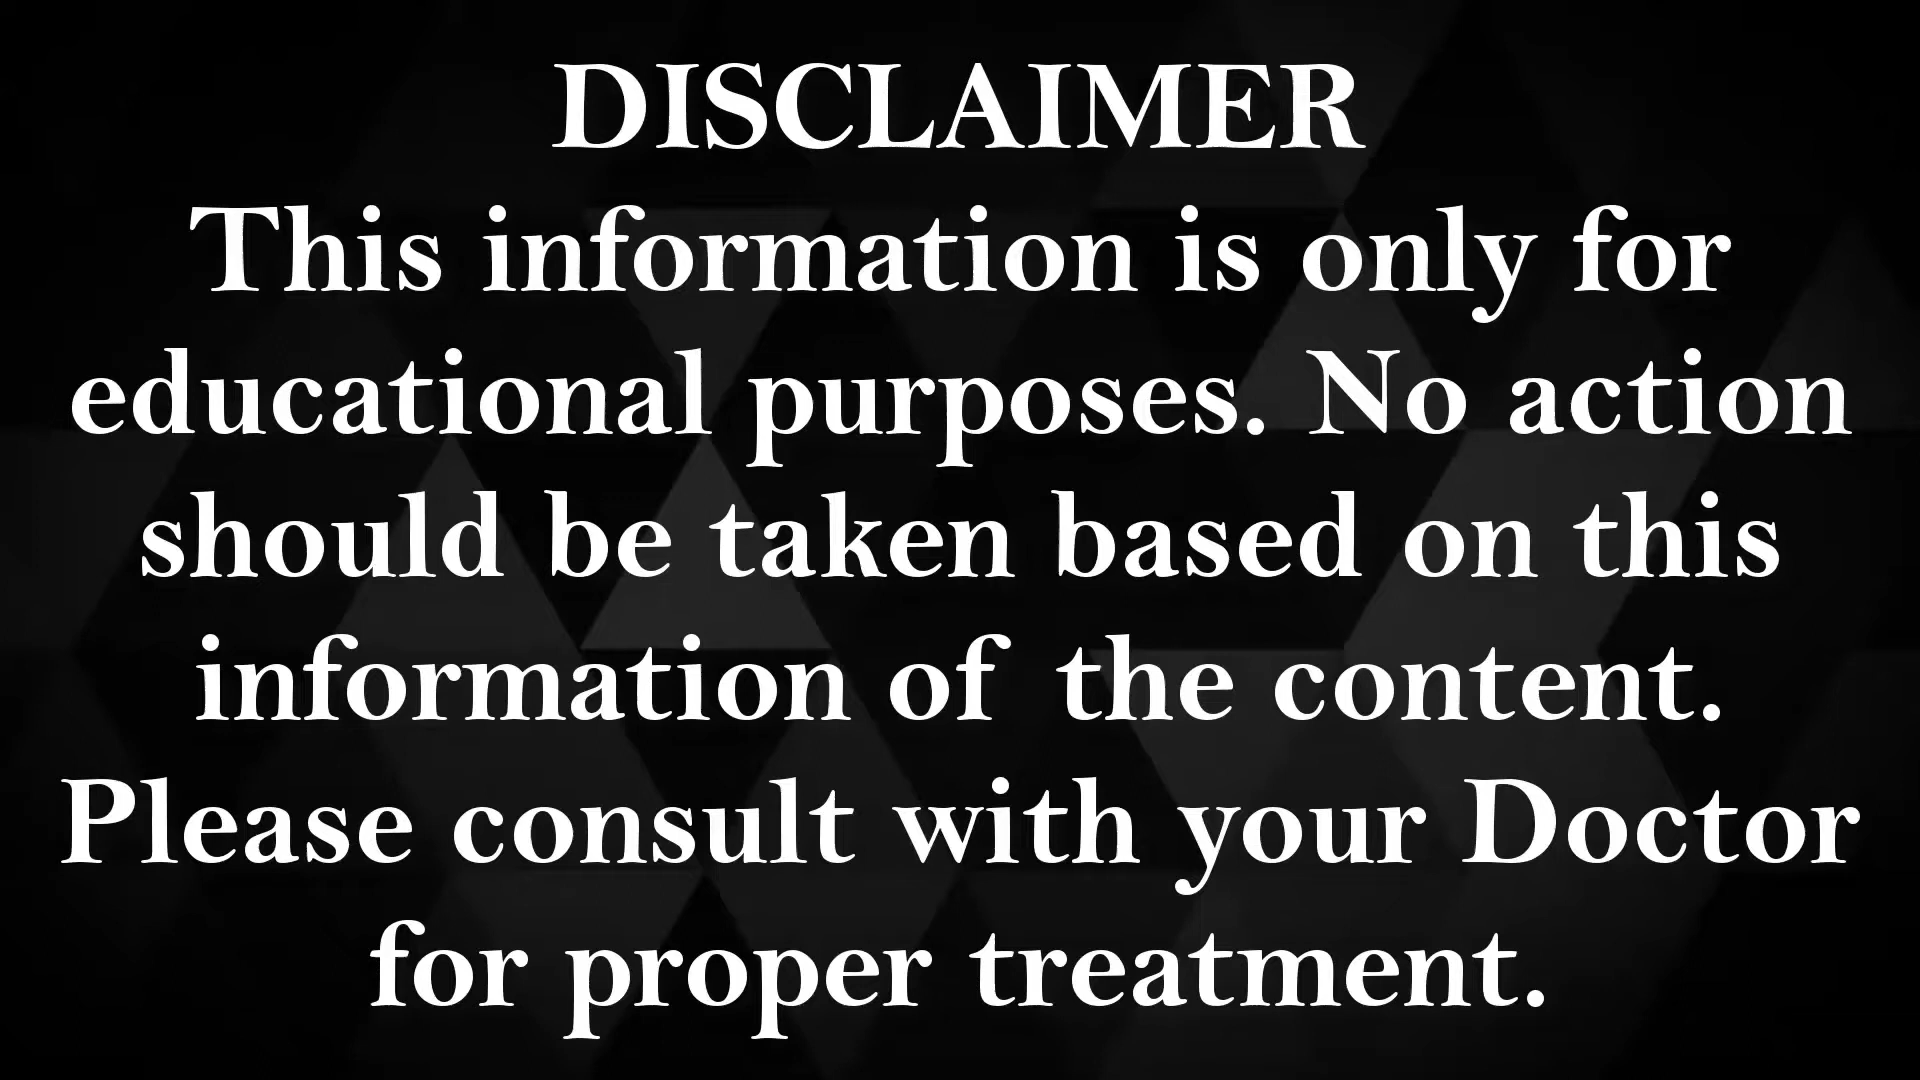 DISCLAIMER
This information is only for
educational purposes. No action
should be taken based on this
information of the content.
Please consult with your Doctor
for proper treatment.